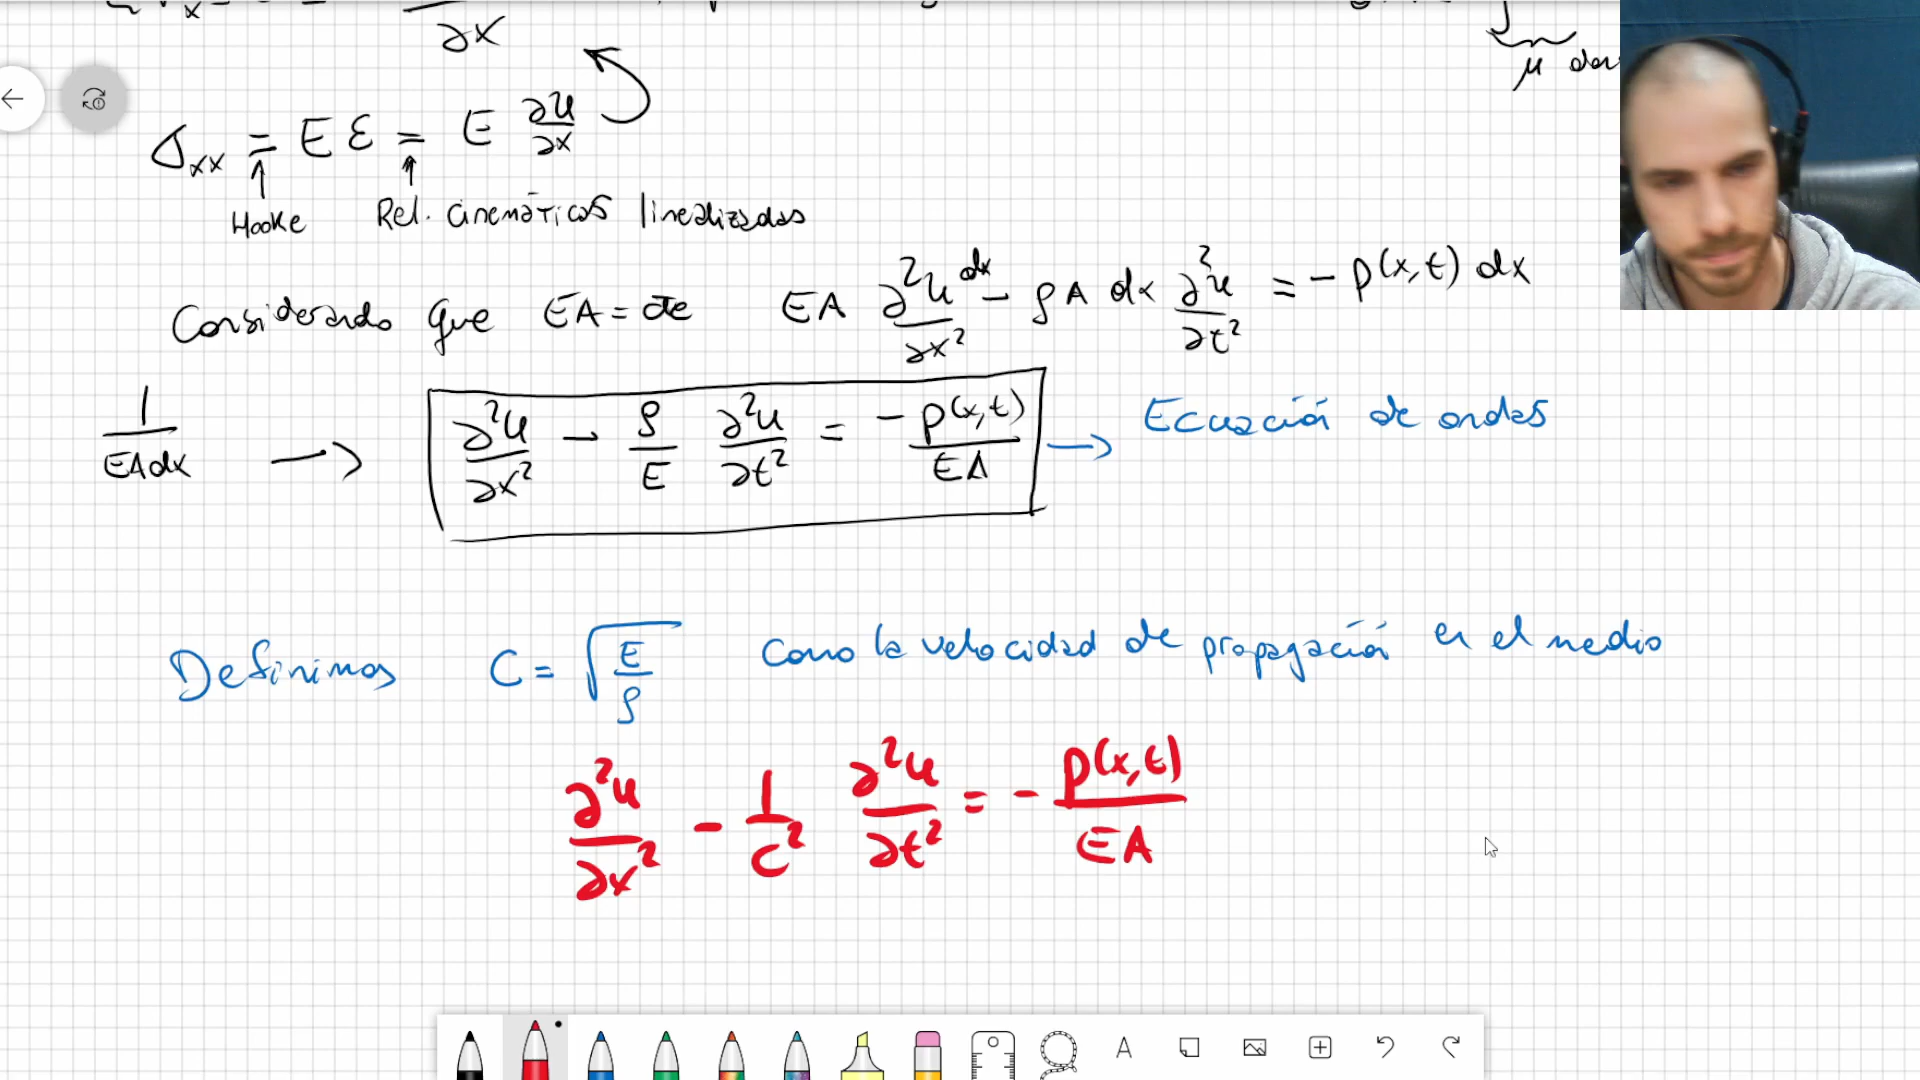 ∂x
μ
σxx = E ε = E ∂u/∂x
Hooke Rel. cinemáticas linealizadas
Considerando que EA = cte EA ∂²u/∂x² dx - ρ A dx ∂²u/∂t² = - p(x,t) dx
1/EAdx → ∂²u/∂x² - ρ/E ∂²u/∂t² = -p(x,t)/EA → Ecuación de ondas
Definimos C = √(E/ρ) como la velocidad de propagación en el medio
∂²u/∂x² - 1/c² ∂²u/∂t² = - p(x,t)/EA
A